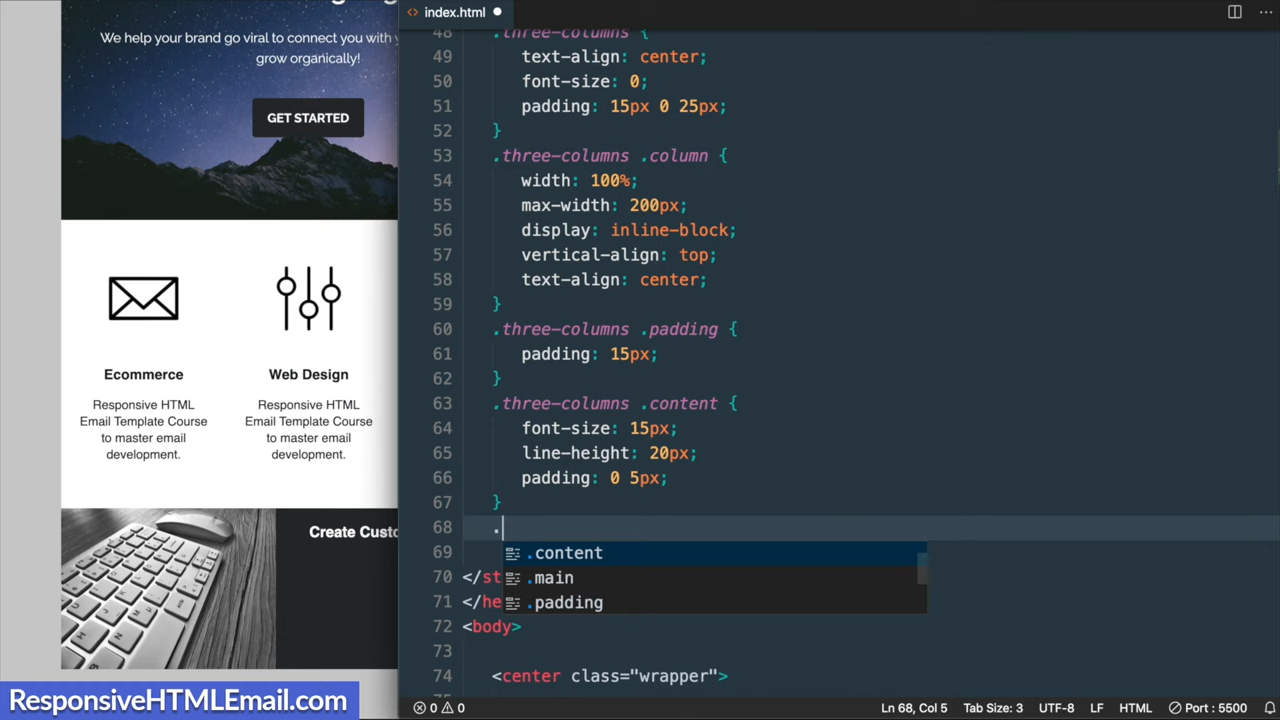 We help your brand go viral to connect you with
grow organically!
GET STARTED
Ecommerce
Web Design
Responsive HTML
Email Template Course
to master email
development.
Responsive HTML
Email Template Course
to master email
development.
Create Custo
ResponsiveHTMLEmail.com
index.html
48 .three-columns {
49 text-align: center;
50 font-size: 0;
51 padding: 15px 0 25px;
52 }
53 .three-columns .column {
54 width: 100%;
55 max-width: 200px;
56 display: inline-block;
57 vertical-align: top;
58 text-align: center;
59 }
60 .three-columns .padding {
61 padding: 15px;
62 }
63 .three-columns .content {
64 font-size: 15px;
65 line-height: 20px;
66 padding: 0 5px;
67 }
68 .
.content
69
70 </st .main
71 </he .padding
72 <body>
73
74 <center class="wrapper">
0 0
Ln 68, Col 5 Tab Size: 3 UTF-8 LF HTML Port : 5500